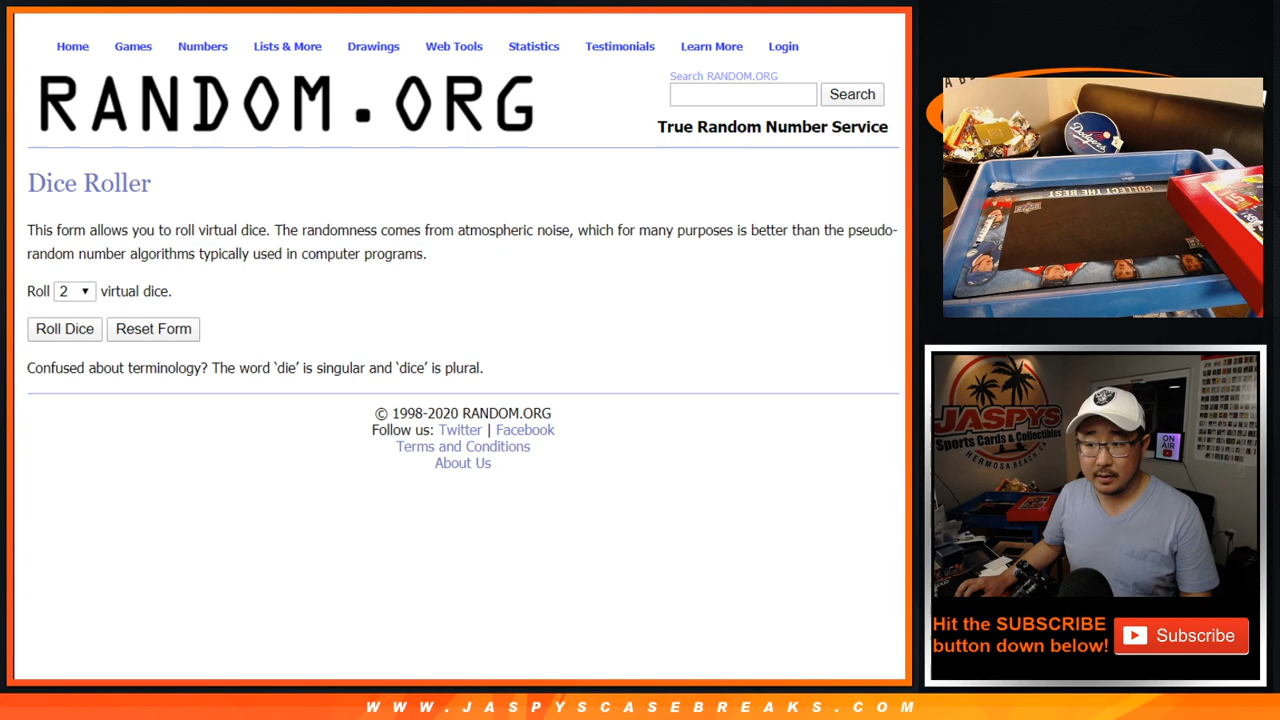 Home Games Numbers Lists & More Drawings Web Tools Statistics Testimonials Learn More Login
RANDOM.ORG
Search RANDOM.ORG
Search
True Random Number Service
Dice Roller
This form allows you to roll virtual dice. The randomness comes from atmospheric noise, which for many purposes is better than the pseudo-
random number algorithms typically used in computer programs.
Roll 2 ▼ virtual dice.
Roll Dice Reset Form
Confused about terminology? The word ‘die’ is singular and ‘dice’ is plural.
© 1998-2020 RANDOM.ORG
Follow us: Twitter | Facebook
Terms and Conditions
About Us
Dodgers
COLLECT THE BEST
JASPYS
Sports Cards & Collectibles
HERMOSA BEACH, CA
ON AIR
Hit the SUBSCRIBE
button down below!
Subscribe
WWW.JASPYSCASEBREAKS.COM